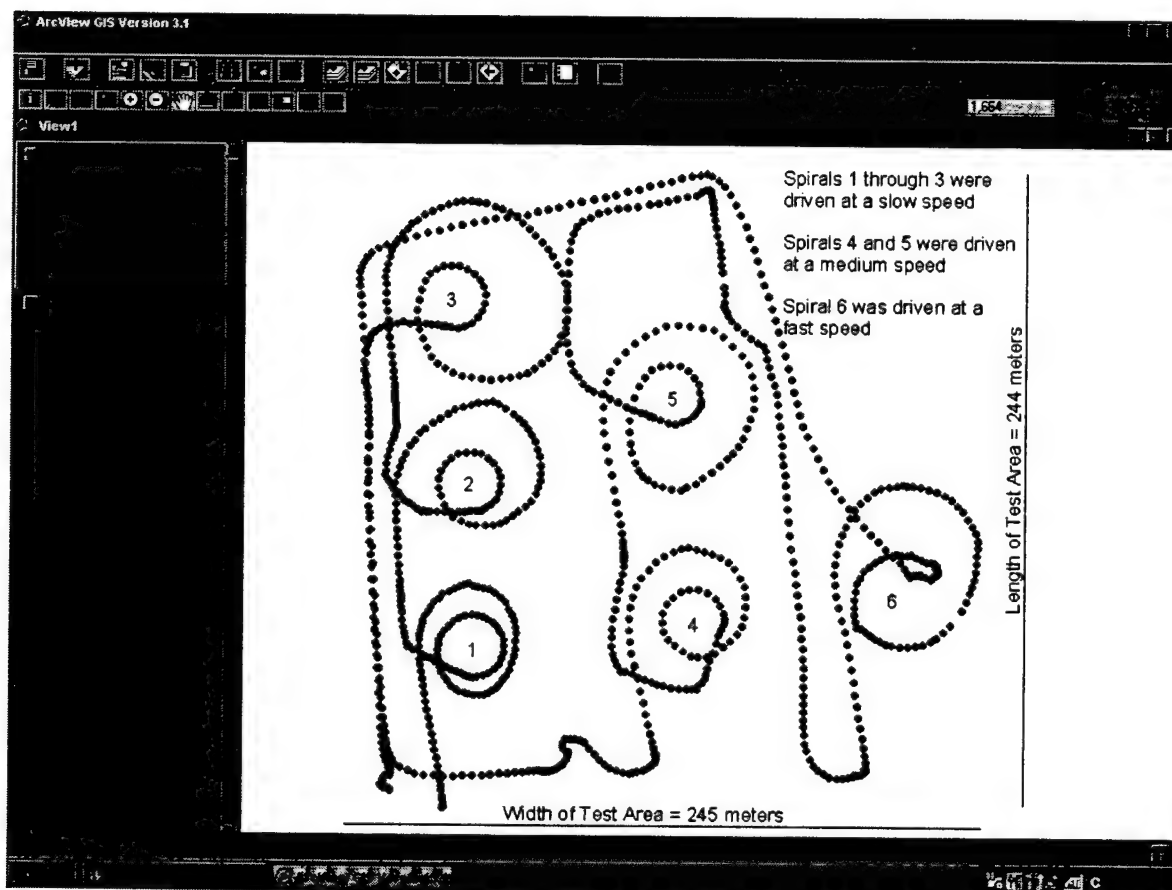 ArcView GIS Version 3.1
1,664
View1
Spirals 1 through 3 were
driven at a slow speed
Spirals 4 and 5 were driven
at a medium speed
Spiral 6 was driven at a
fast speed
3
5
2
6
4
1
Length of Test Area = 244 meters
Width of Test Area = 245 meters